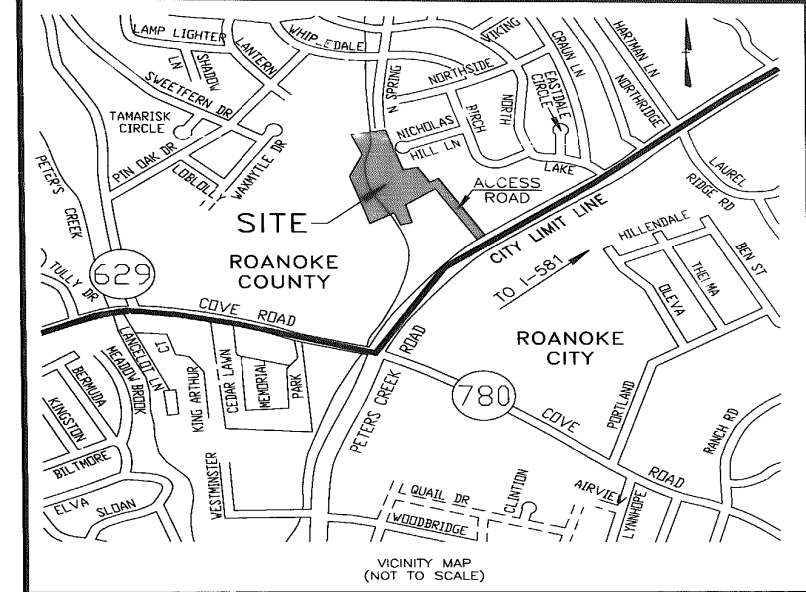 LAMP LIGHTER
LN
SHADOW
LANTERN
WHIPLEDALE
VIKING
CRAUN LN
HARTMAN LN
SWEETFERN DR
N SPRING
NORTHSIDE
EASTDALE
CIRCLE
NORTHRIDGE
TAMARISK
CIRCLE
NICHOLAS
HILL LN
BIRCH
NORTH
LAKE
PETER'S CREEK
PIN OAK DR
LOBLOLLY
WAXMYTLE DR
ACCESS
ROAD
LAUREL
RIDGE RD
SITE
CITY LIMIT LINE
ROANOKE
COUNTY
TO I-581
HILLENDALE
BEN ST
THELMA
OLEVA
TULLY DR
629
COVE ROAD
ROANOKE
CITY
LANCELOT LN
MEADOW BROOK
CT
KING ARTHUR
CEDAR LAWN
MEMORIAL
PARK
PETERS CREEK
ROAD
780
COVE
ROAD
PORTLAND
RANCH RD
BERMUDA
KINGSTON
BILTMORE
ELVA
SLOAN
WESTMINSTER
QUAIL DR
WOODBRIDGE
CLINTION
AIRVIEW
LYNNHOPE
VICINITY MAP
(NOT TO SCALE)